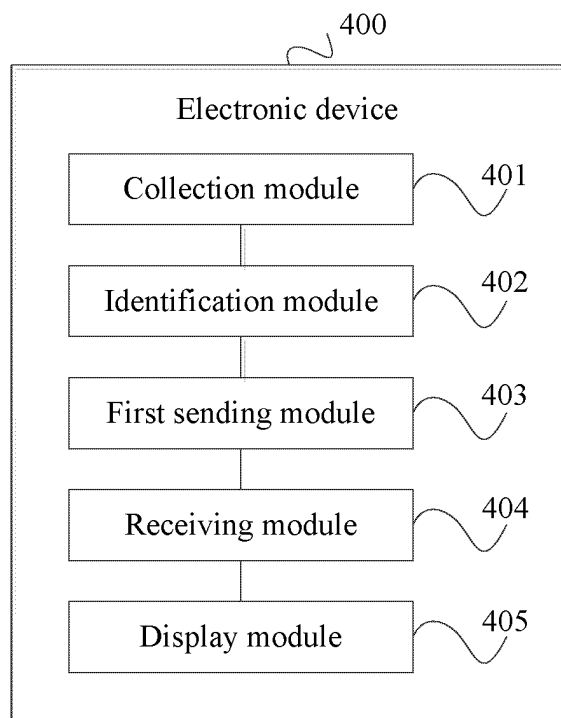 400
Electronic device
Collection module
401
Identification module
402
First sending module
403
Receiving module
404
Display module
405